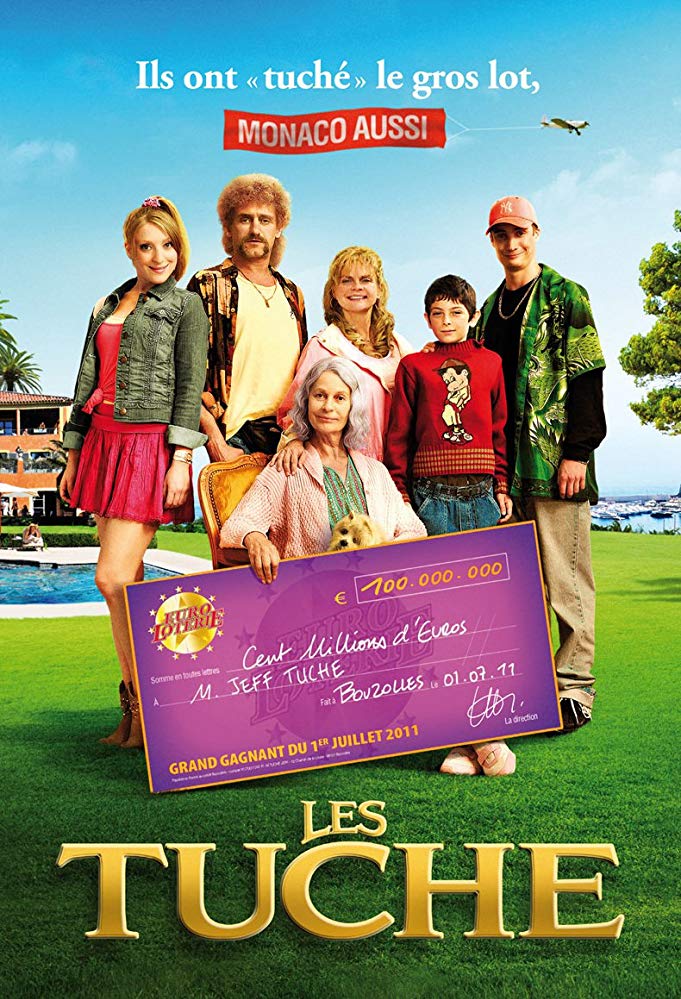 Ils ont « tuché » le gros lot,
MONACO AUSSI
€ 100.000.000
EURO
LOTERIE
Somme en toutes lettres Cent Millions d'Euros
À M. JEFF TUCHE
Fait à BOUZOLLES Le 01.07.11
La direction
GRAND GAGNANT DU 1ER JUILLET 2011
LES
TUCHE